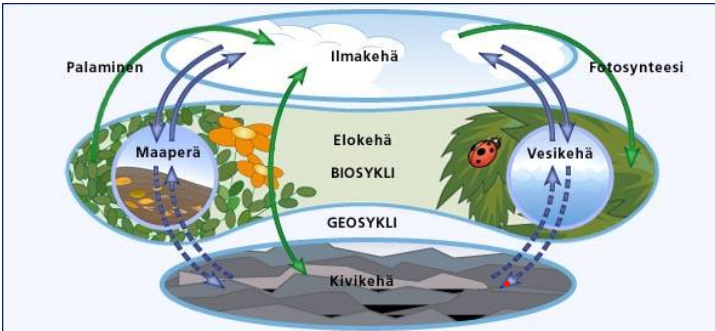 Ilmakehä
Palaminen
Fotosynteesi
Elokehä
Maaperä
Vesikehä
BIOSYKLI
GEOSYKLI
Kivikehä